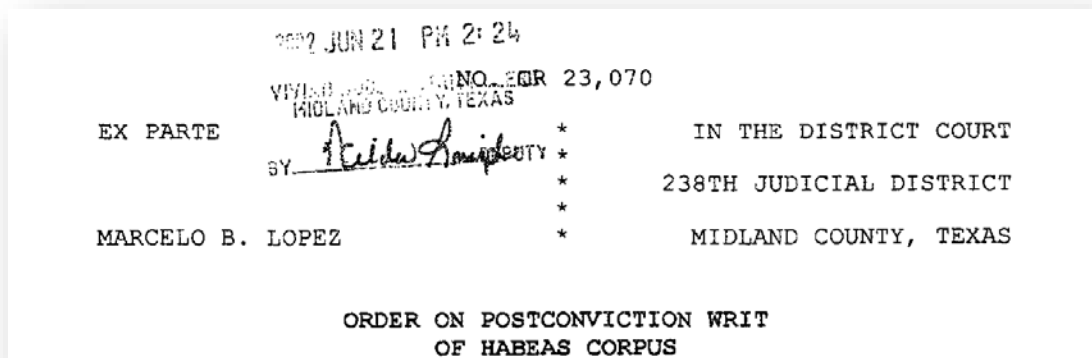 JUN 21 PM 2: 24
NO. CR 23,070
MIDLAND COUNTY, TEXAS
EX PARTE * IN THE DISTRICT COURT
BY DEPUTY *
* 238TH JUDICIAL DISTRICT
*
MARCELO B. LOPEZ * MIDLAND COUNTY, TEXAS
ORDER ON POSTCONVICTION WRIT
OF HABEAS CORPUS